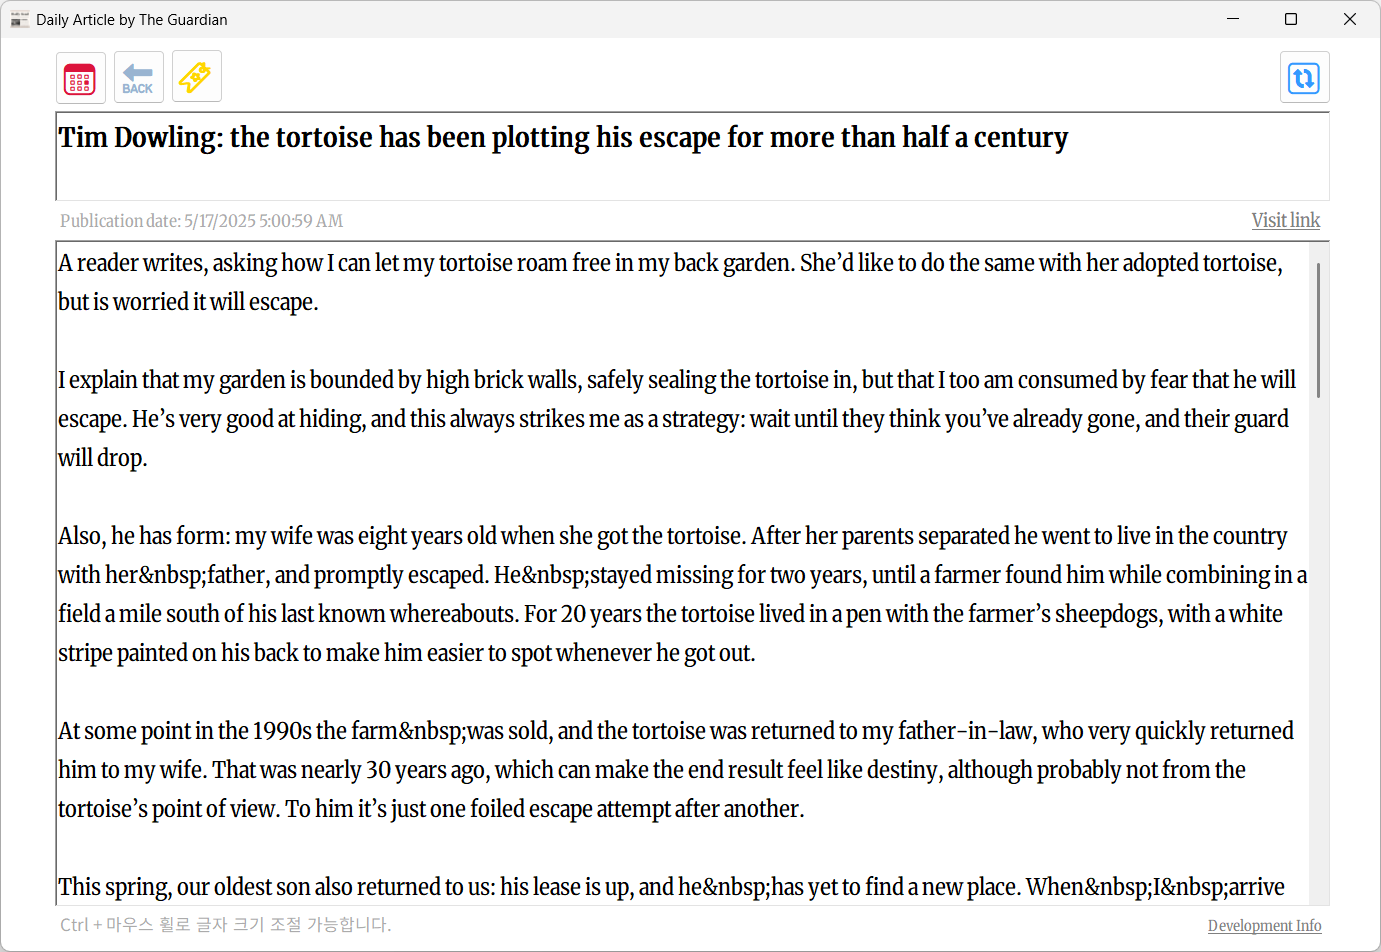 Daily Article by The Guardian
BACK
Tim Dowling: the tortoise has been plotting his escape for more than half a century
Publication date: 5/17/2025 5:00:59 AM
Visit link
A reader writes, asking how I can let my tortoise roam free in my back garden. She’d like to do the same with her adopted tortoise,
but is worried it will escape.
I explain that my garden is bounded by high brick walls, safely sealing the tortoise in, but that I too am consumed by fear that he will
escape. He’s very good at hiding, and this always strikes me as a strategy: wait until they think you’ve already gone, and their guard
will drop.
Also, he has form: my wife was eight years old when she got the tortoise. After her parents separated he went to live in the country
with her&nbsp;father, and promptly escaped. He&nbsp;stayed missing for two years, until a farmer found him while combining in a
field a mile south of his last known whereabouts. For 20 years the tortoise lived in a pen with the farmer’s sheepdogs, with a white
stripe painted on his back to make him easier to spot whenever he got out.
At some point in the 1990s the farm&nbsp;was sold, and the tortoise was returned to my father-in-law, who very quickly returned
him to my wife. That was nearly 30 years ago, which can make the end result feel like destiny, although probably not from the
tortoise’s point of view. To him it’s just one foiled escape attempt after another.
This spring, our oldest son also returned to us: his lease is up, and he&nbsp;has yet to find a new place. When&nbsp;I&nbsp;arrive
Ctrl + 마우스 휠로 글자 크기 조절 가능합니다.
Development Info